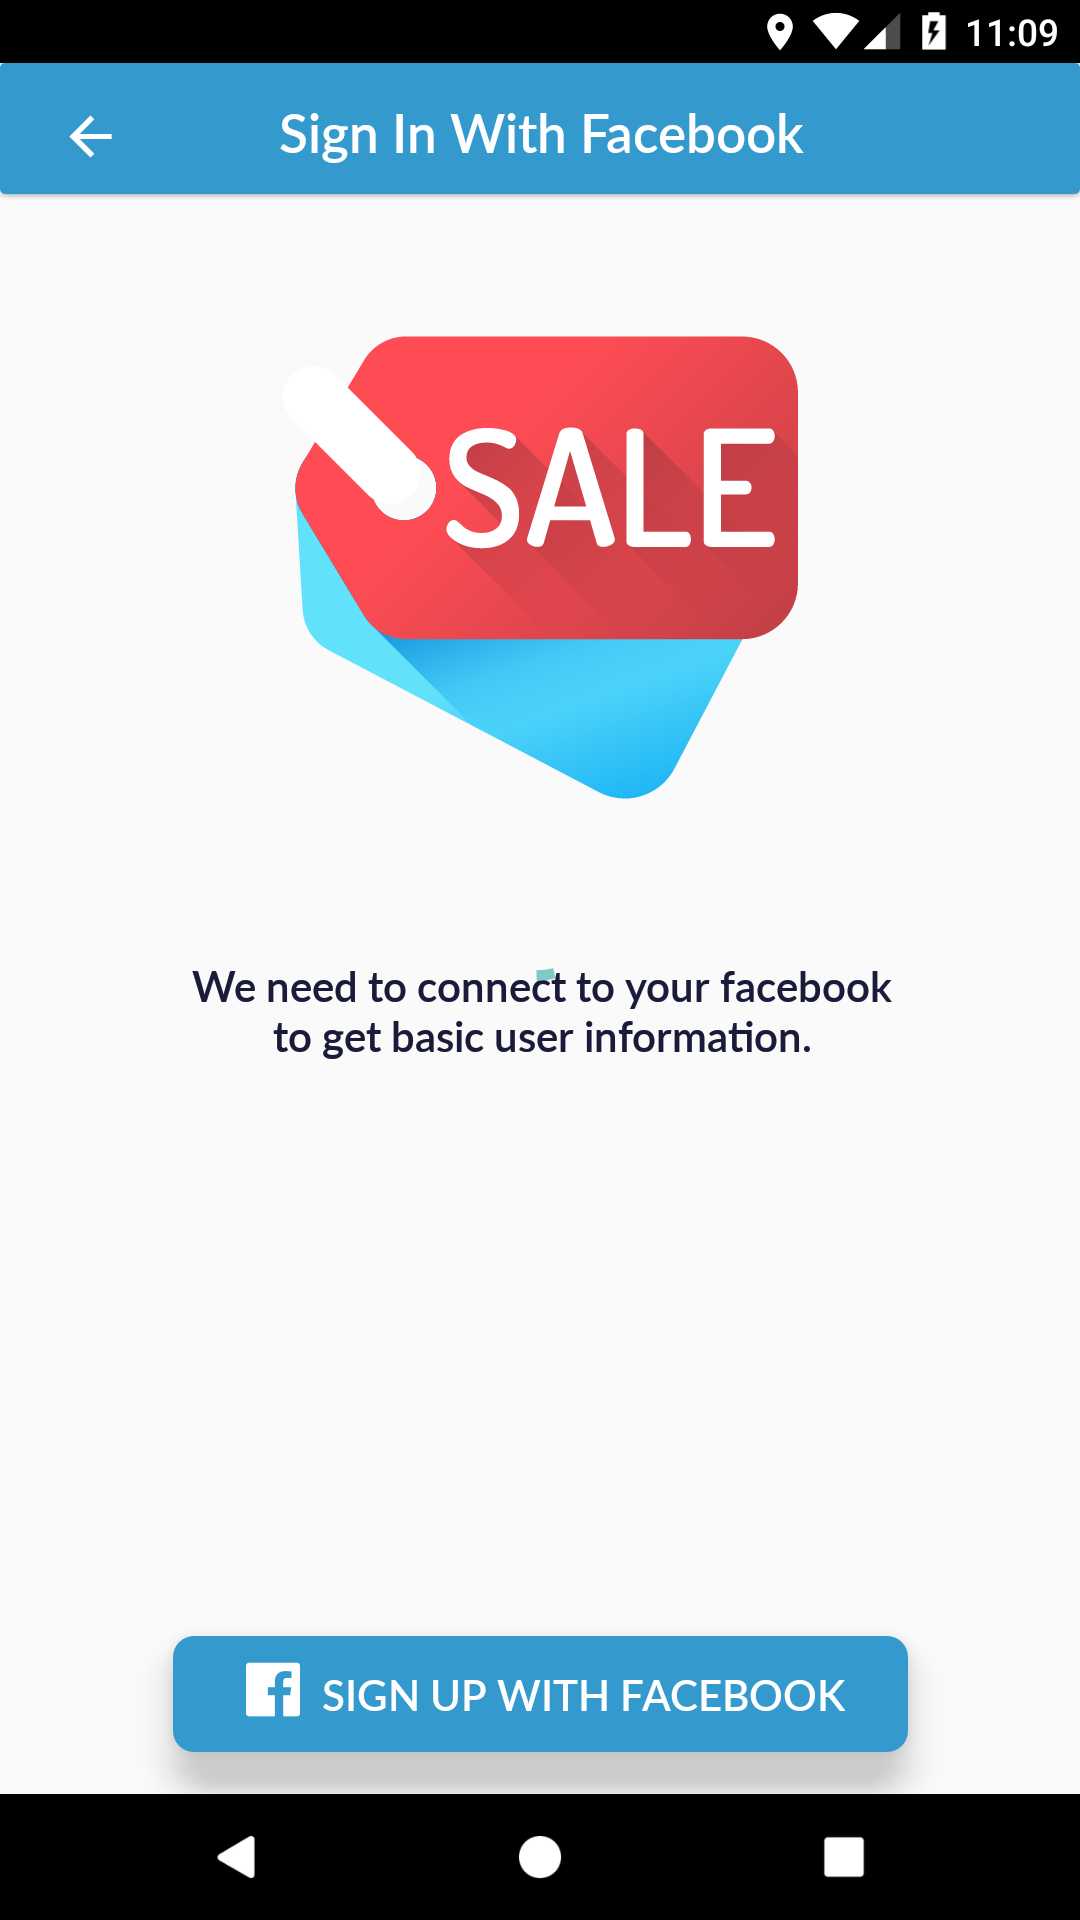 11:09
Sign In With Facebook
SALE
We need to connect to your facebook
to get basic user information.
SIGN UP WITH FACEBOOK